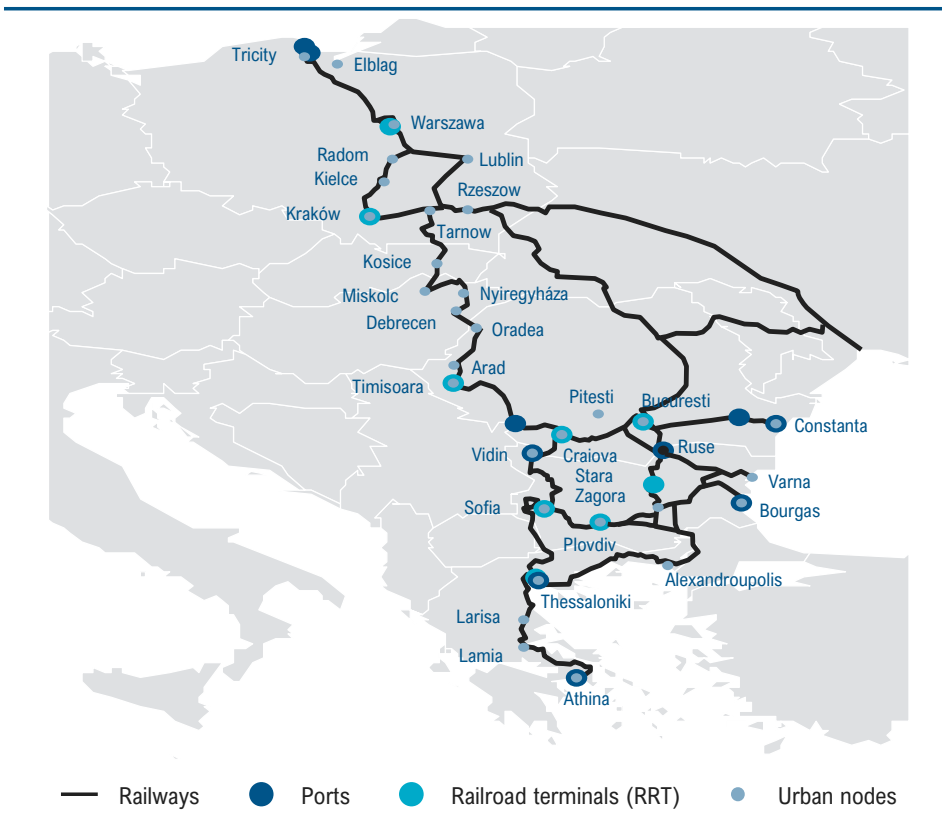 Tricity
Elblag
Warszawa
Radom
Lublin
Kielce
Rzeszow
Kraków
Tarnow
Kosice
Miskolc
Nyiregyháza
Debrecen
Oradea
Arad
Timisoara
Pitesti
Bucuresti
Constanta
Vidin
Craiova
Ruse
Stara
Zagora
Varna
Sofia
Bourgas
Plovdiv
Alexandroupolis
Thessaloniki
Larisa
Lamia
Athina
Railways
Ports
Railroad terminals (RRT)
Urban nodes